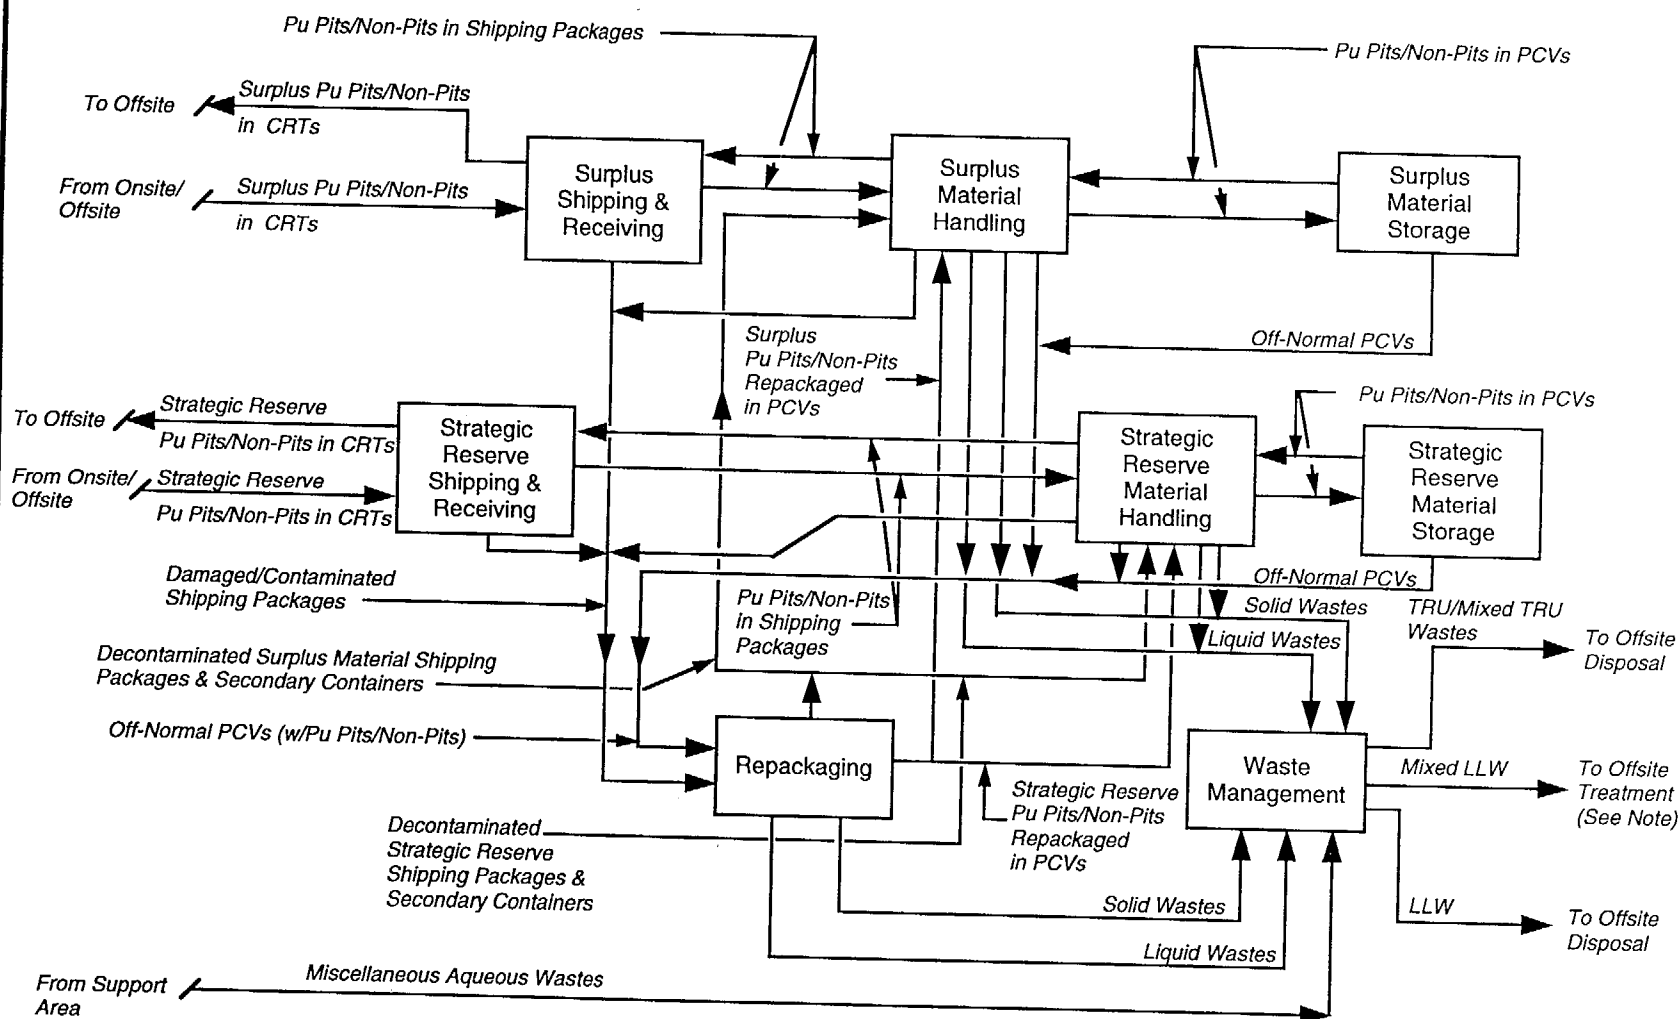 Pu Pits/Non-Pits in Shipping Packages
Pu Pits/Non-Pits in PCVs
To Offsite
Surplus Pu Pits/Non-Pits
in CRTs
From Onsite/
Offsite
Surplus Pu Pits/Non-Pits
in CRTs
Surplus
Shipping &
Receiving
Surplus
Material
Handling
Surplus
Material
Storage
Surplus
Pu Pits/Non-Pits
Repackaged
in PCVs
Off-Normal PCVs
To Offsite
Strategic Reserve
Pu Pits/Non-Pits in CRTs
From Onsite/
Offsite
Strategic Reserve
Pu Pits/Non-Pits in CRTs
Strategic
Reserve
Shipping &
Receiving
Strategic
Reserve
Material
Handling
Pu Pits/Non-Pits in PCVs
Strategic
Reserve
Material
Storage
Damaged/Contaminated
Shipping Packages
Pu Pits/Non-Pits
in Shipping
Packages
Off-Normal PCVs
Solid Wastes
Liquid Wastes
TRU/Mixed TRU
Wastes
To Offsite
Disposal
Decontaminated Surplus Material Shipping
Packages & Secondary Containers
Off-Normal PCVs (w/Pu Pits/Non-Pits)
Repackaging
Waste
Management
Mixed LLW
To Offsite
Treatment
(See Note)
Strategic Reserve
Pu Pits/Non-Pits
Repackaged
in PCVs
Decontaminated
Strategic Reserve
Shipping Packages &
Secondary Containers
Solid Wastes
LLW
To Offsite
Disposal
Liquid Wastes
From Support
Area
Miscellaneous Aqueous Wastes